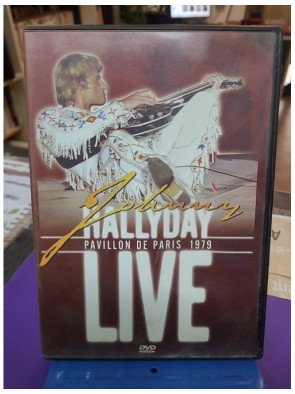 Johnny
HALLYDAY
PAVILLON DE PARIS 1979
LIVE
DVD